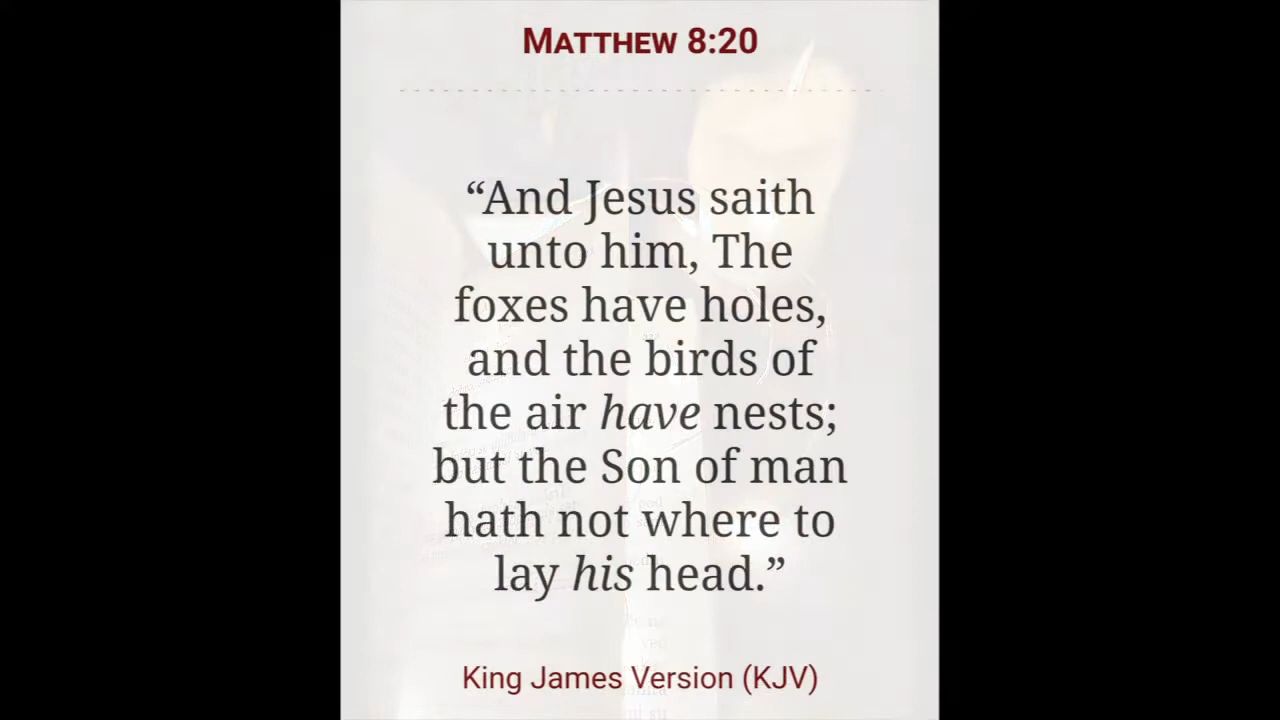 MATTHEW 8:20
“And Jesus saith
unto him, The
foxes have holes,
and the birds of
the air have nests;
but the Son of man
hath not where to
lay his head.”
King James Version (KJV)